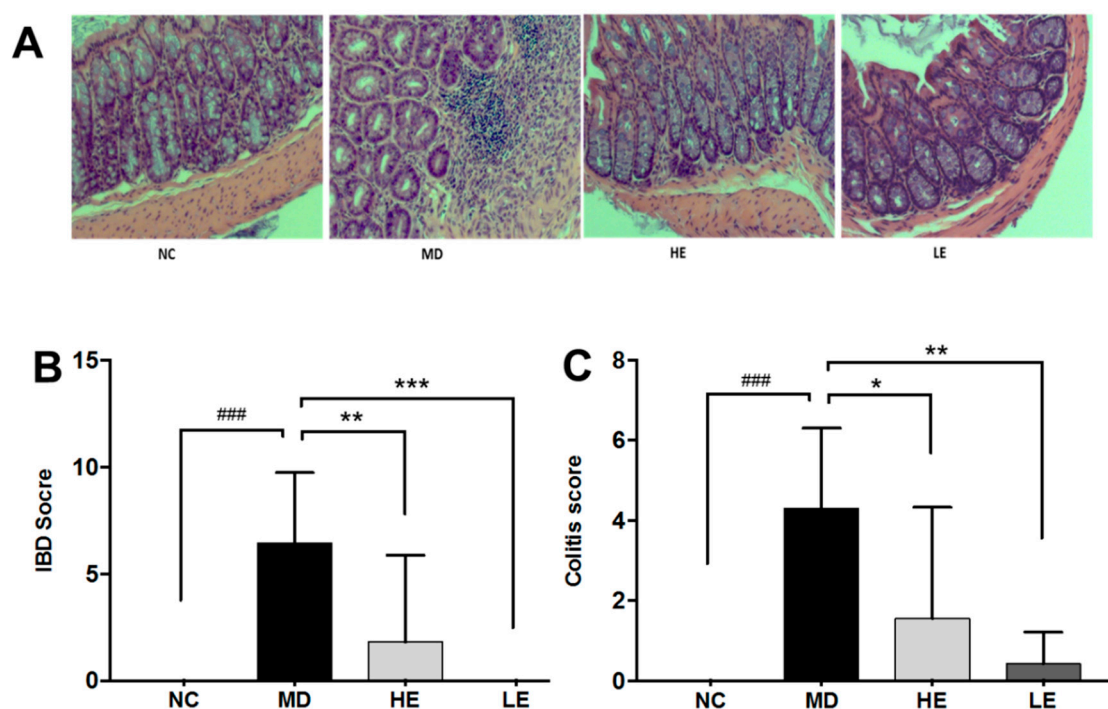 A
NC MD HE LE
B
IBD Socre
15
10
5
0
###
**
***
NC MD HE LE
C
Colitis score
8
6
4
2
0
###
*
**
NC MD HE LE